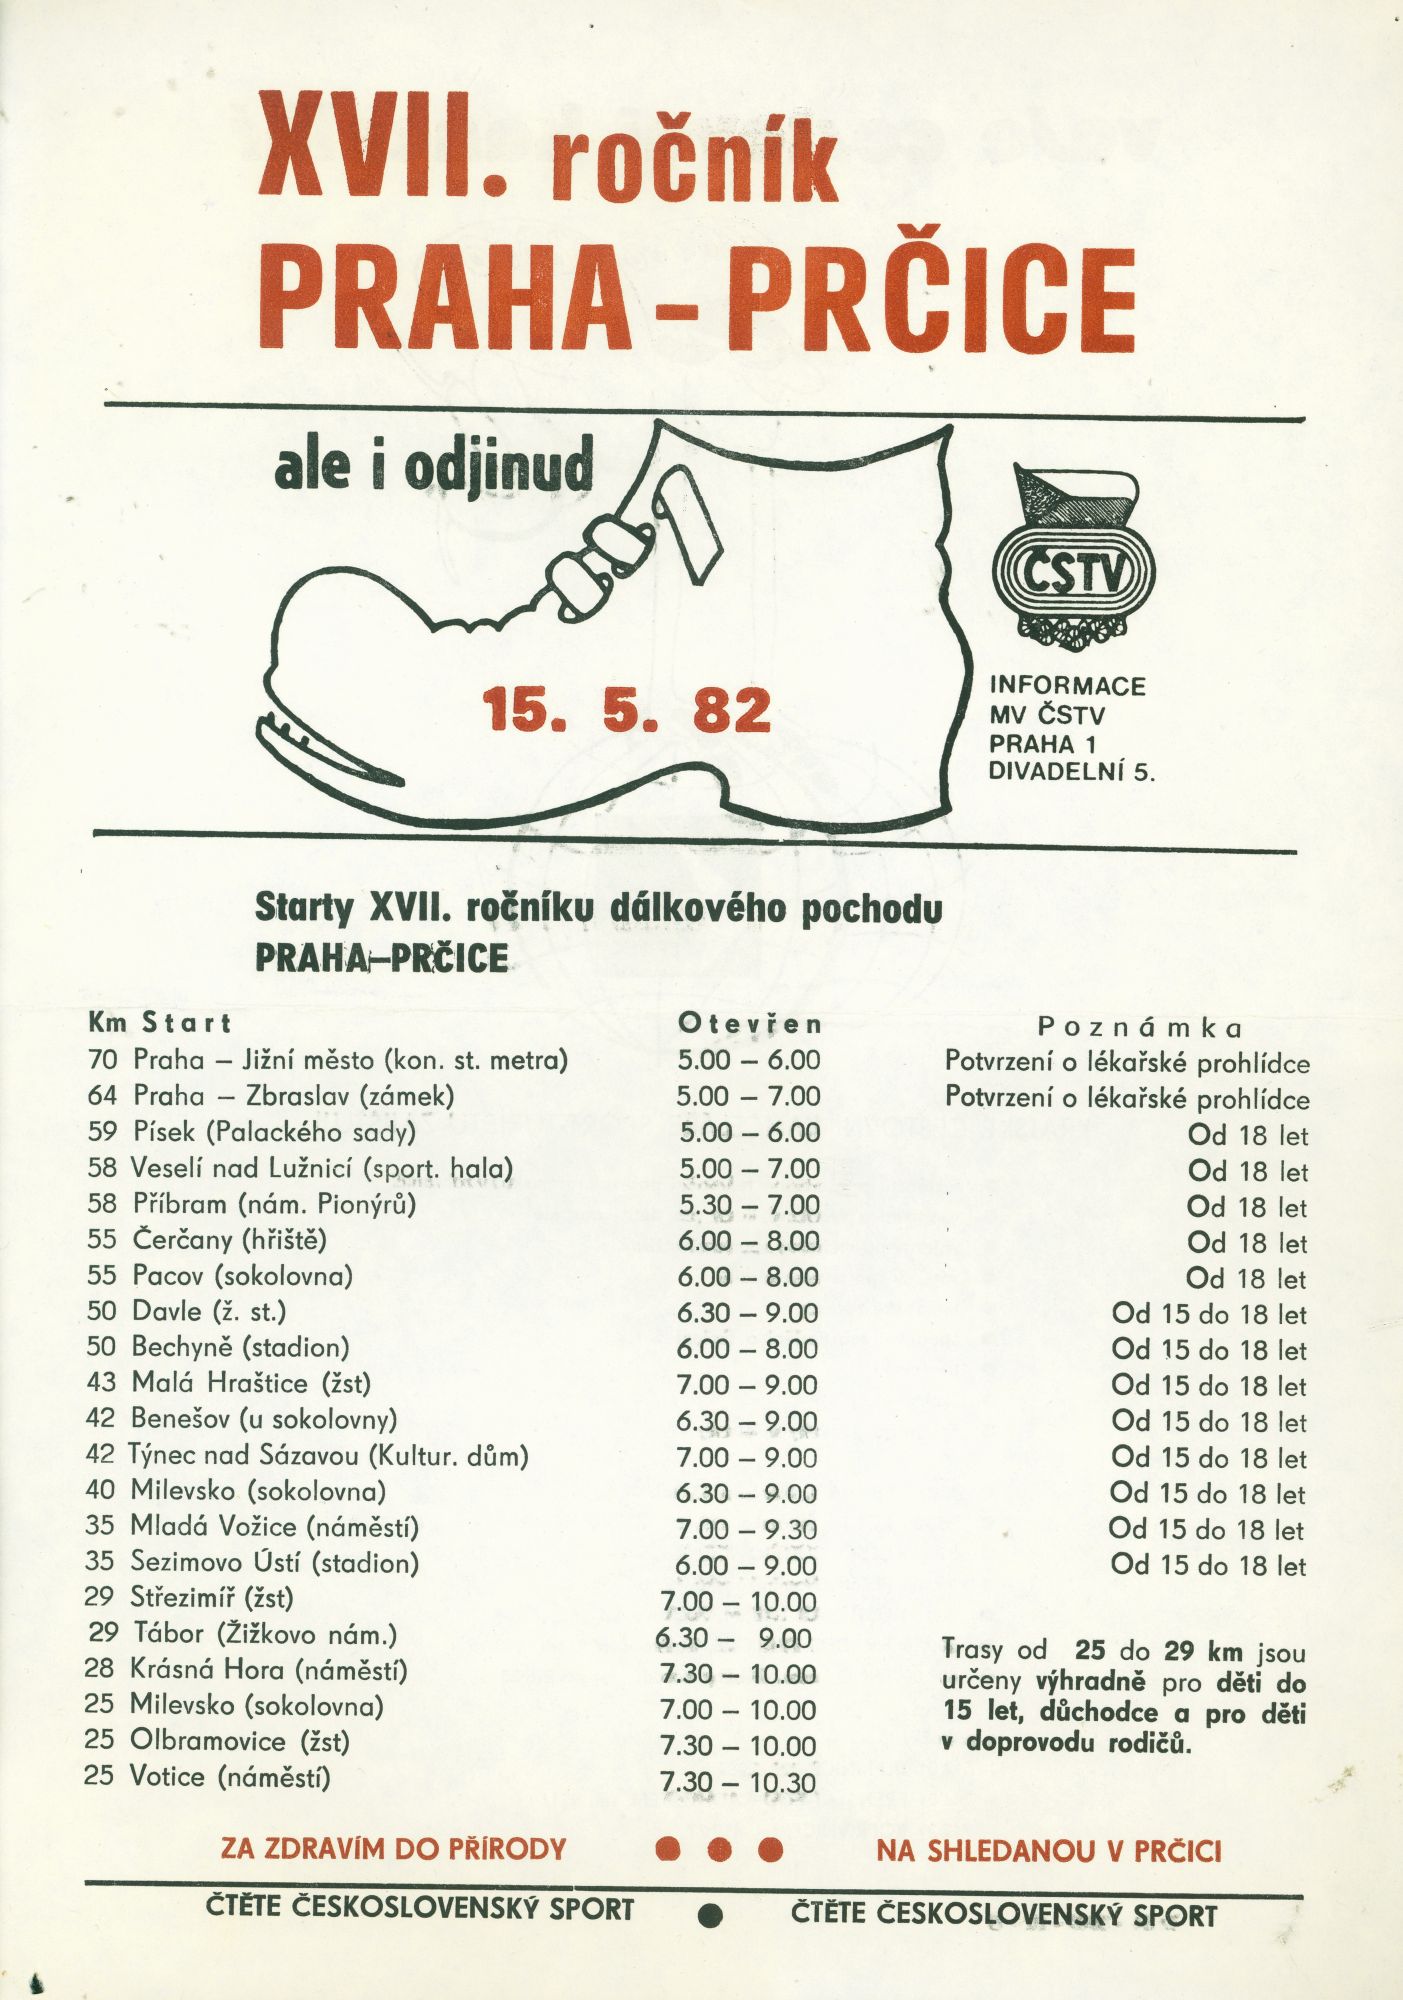 XVII. ročník
PRAHA – PRČICE
ale i odjinud
ČSTV
15. 5. 82
INFORMACE
MV ČSTV
PRAHA 1
DIVADELNÍ 5.
Starty XVII. ročníku dálkového pochodu
PRAHA–PRČICE
Km Start Otevřen Poznámka
70 Praha – Jižní město (kon. st. metra) 5.00 – 6.00 Potvrzení o lékařské prohlídce
64 Praha – Zbraslav (zámek) 5.00 – 7.00 Potvrzení o lékařské prohlídce
59 Písek (Palackého sady) 5.00 – 6.00 Od 18 let
58 Veselí nad Lužnicí (sport. hala) 5.00 – 7.00 Od 18 let
58 Příbram (nám. Pionýrů) 5.30 – 7.00 Od 18 let
55 Čerčany (hřiště) 6.00 – 8.00 Od 18 let
55 Pacov (sokolovna) 6.00 – 8.00 Od 18 let
50 Davle (ž. st.) 6.30 – 9.00 Od 15 do 18 let
50 Bechyně (stadion) 6.00 – 8.00 Od 15 do 18 let
43 Malá Hraštice (žst) 7.00 – 9.00 Od 15 do 18 let
42 Benešov (u sokolovny) 6.30 – 9.00 Od 15 do 18 let
42 Týnec nad Sázavou (Kultur. dům) 7.00 – 9.00 Od 15 do 18 let
40 Milevsko (sokolovna) 6.30 – 9.00 Od 15 do 18 let
35 Mladá Vožice (náměstí) 7.00 – 9.30 Od 15 do 18 let
35 Sezimovo Ústí (stadion) 6.00 – 9.00 Od 15 do 18 let
29 Střezimíř (žst) 7.00 – 10.00
29 Tábor (Žižkovo nám.) 6.30 – 9.00
28 Krásná Hora (náměstí) 7.30 – 10.00
25 Milevsko (sokolovna) 7.00 – 10.00
25 Olbramovice (žst) 7.30 – 10.00
25 Votice (náměstí) 7.30 – 10.30
Trasy od 25 do 29 km jsou
určeny výhradně pro děti do
15 let, důchodce a pro děti
v doprovodu rodičů.
ZA ZDRAVÍM DO PŘÍRODY ● ● ● NA SHLEDANOU V PRČICI
ČTĚTE ČESKOSLOVENSKÝ SPORT ● ČTĚTE ČESKOSLOVENSKÝ SPORT